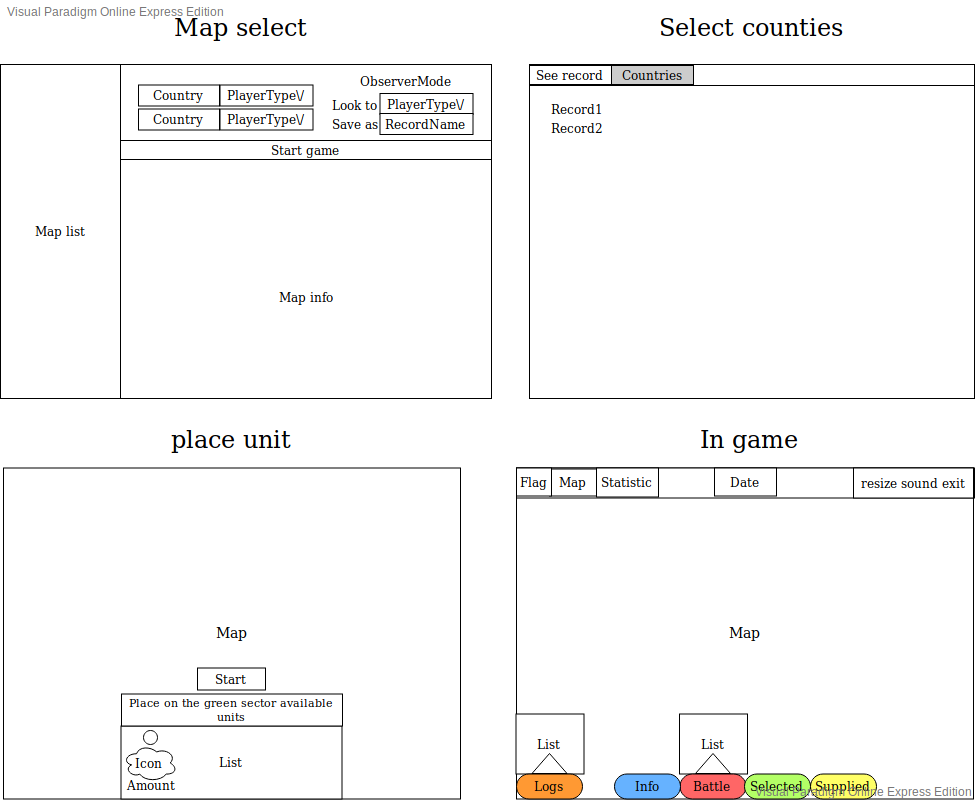 Visual Paradigm Online Express Edition
Map select
Country PlayerType\/
Country PlayerType\/
ObserverMode
Look to PlayerType\/
Save as RecordName
Start game
Map list
Map info
Select counties
See record Countries
Record1
Record2
place unit
Map
Start
Place on the green sector available
units
Icon
List
Amount
In game
Flag Map Statistic Date resize sound exit
Map
List List
Logs Info Battle Selected Supplied
Visual Paradigm Online Express Edition